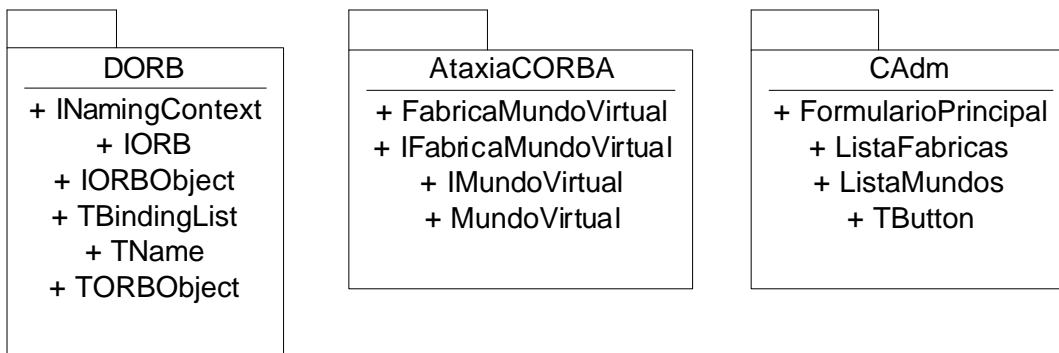 DORB
+ INamingContext
+ IORB
+ IORBObject
+ TBindingList
+ TName
+ TORBObject
AtaxiaCORBA
+ FabricaMundoVirtual
+ IFabricaMundoVirtual
+ IMundoVirtual
+ MundoVirtual
CAdm
+ FormularioPrincipal
+ ListaFabricas
+ ListaMundos
+ TButton